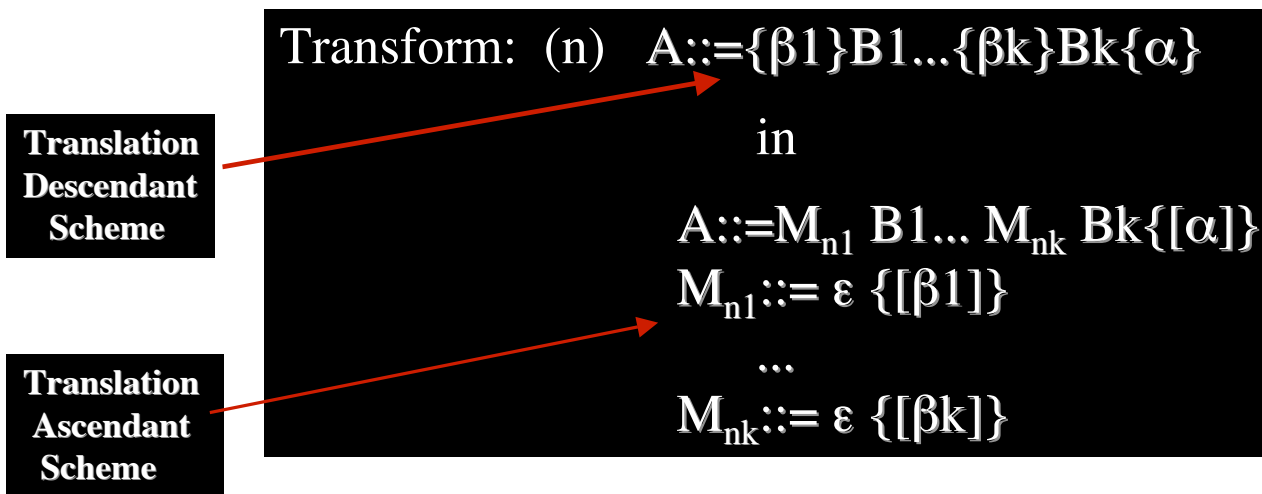 Transform: (n) A::={β1}B1...{βk}Bk{α}
in
A::=Mn1 B1... Mnk Bk{[α]}
Mn1::= ε {[β1]}
...
Mnk::= ε {[βk]}
Translation
Descendant
Scheme
Translation
Ascendant
Scheme